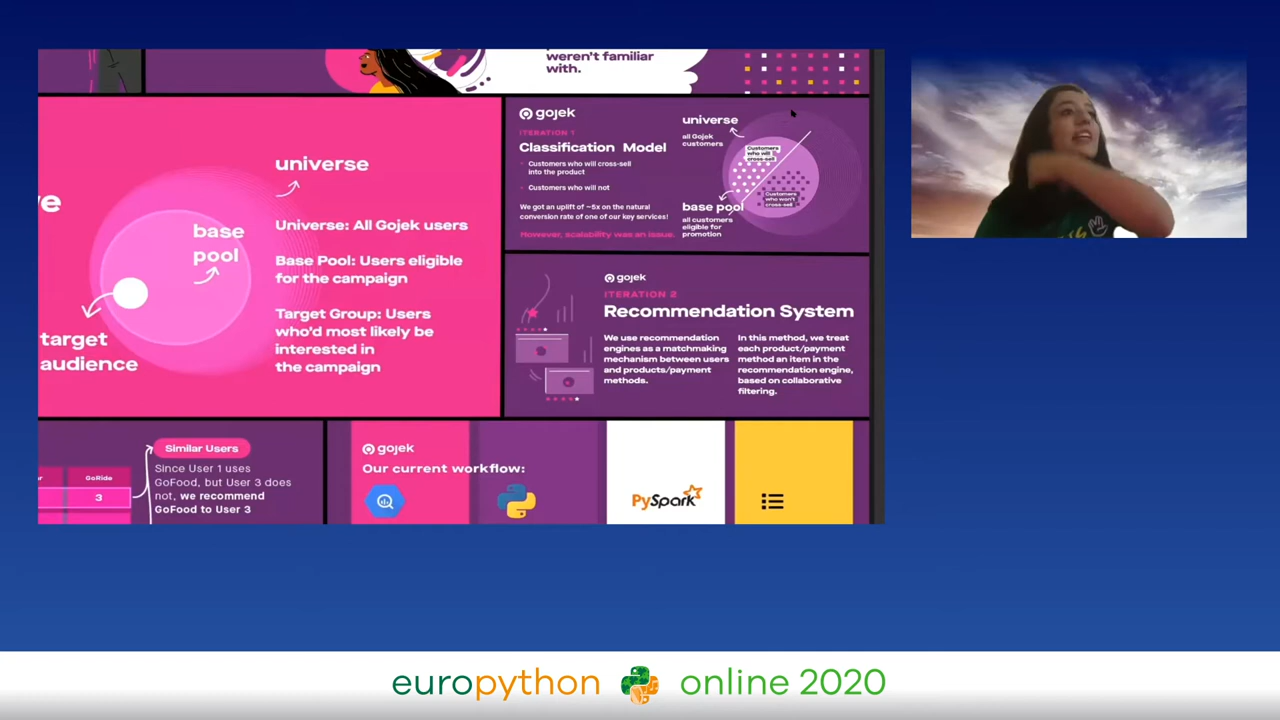 weren't familiar
with.
universe
base
pool
target
audience
Universe: All Gojek users
Base Pool: Users eligible
for the campaign
Target Group: Users
who'd most likely be
interested in
the campaign
gojek
ITERATION 1
Classification Model
Customers who will cross-sell
into the product
Customers who will not
We got an uplift of ~5x on the natural
conversion rate of one of our key services!
However, scalability was an issue.
universe
all Gojek
customers
Customers
who will
cross-sell
Customers
who won't
cross-sell
base pool
all customers
eligible for
promotion
gojek
ITERATION 2
Recommendation System
We use recommendation
engines as a matchmaking
mechanism between users
and products/payment
methods.
In this method, we treat
each product/payment
method an item in the
recommendation engine,
based on collaborative
filtering.
GoRide
3
Similar Users
Since User 1 uses
GoFood, but User 3 does
not, we recommend
GoFood to User 3
gojek
Our current workflow:
PySpark
europython online 2020